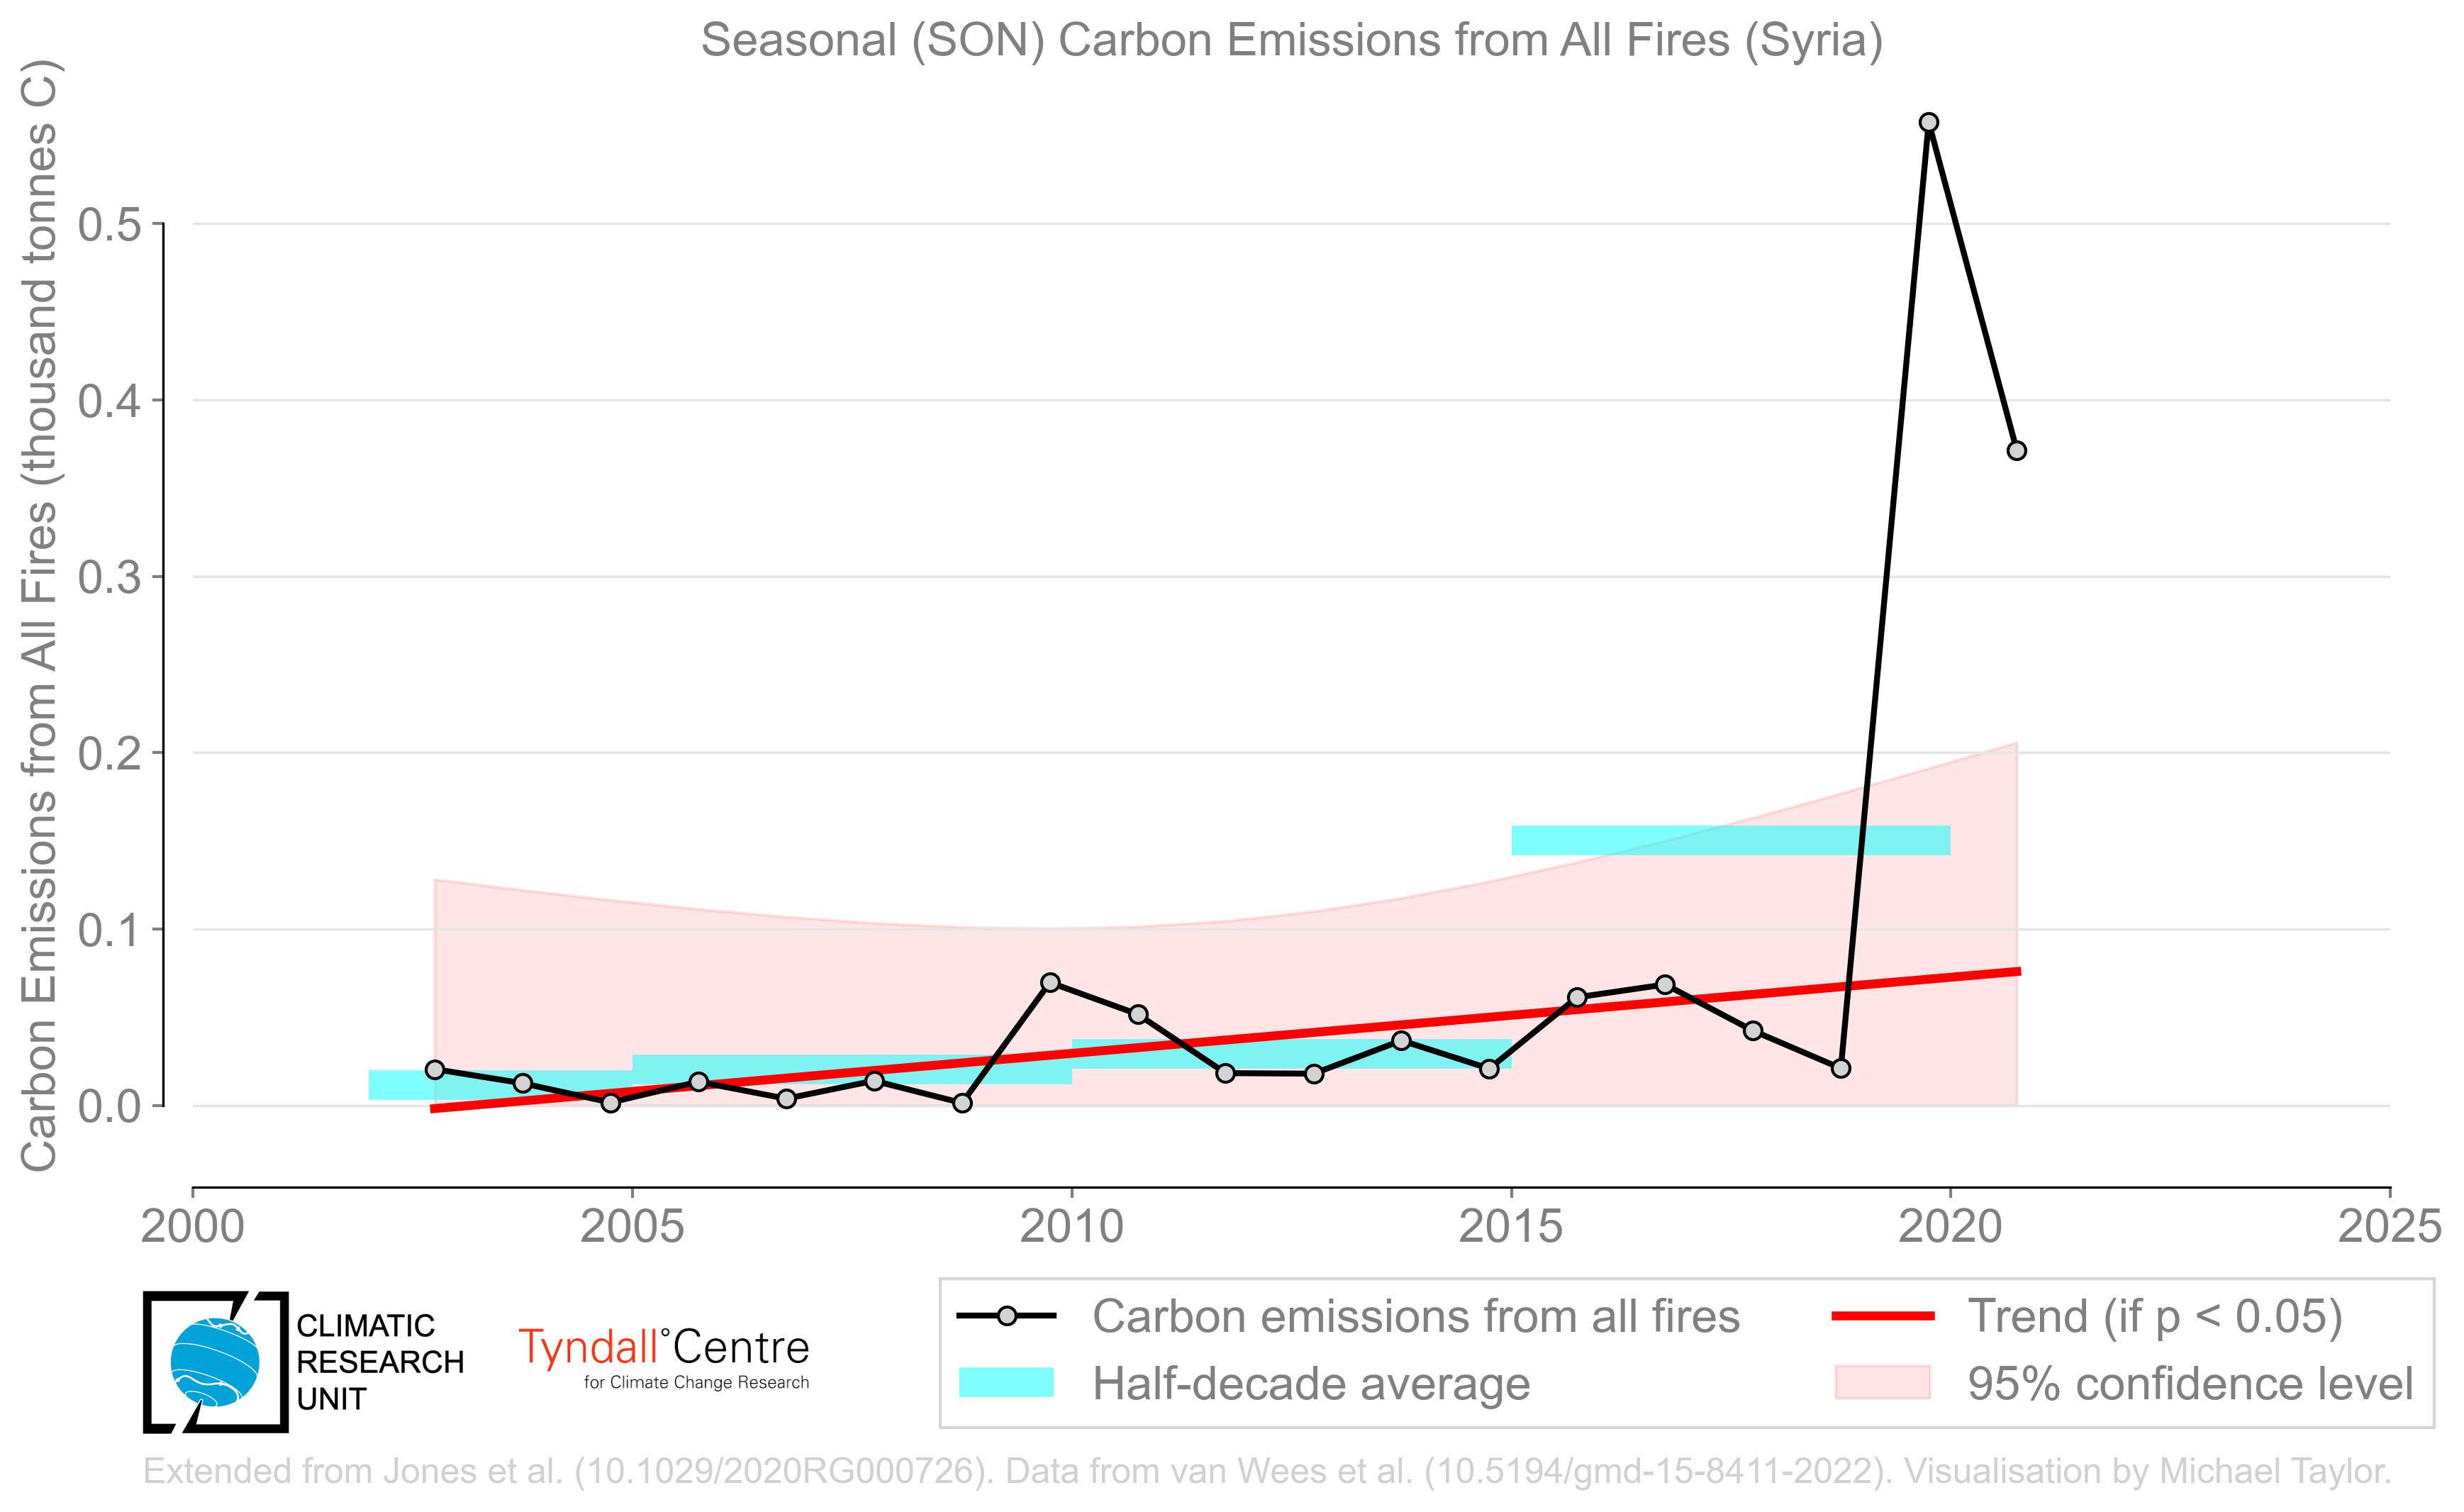 Seasonal (SON) Carbon Emissions from All Fires (Syria)
Carbon Emissions from All Fires (thousand tonnes C)
0.5
0.4
0.3
0.2
0.1
0.0
2000 2005 2010 2015 2020 2025
CLIMATIC
RESEARCH
UNIT
Tyndall°Centre
for Climate Change Research
Carbon emissions from all fires
Half-decade average
Trend (if p < 0.05)
95% confidence level
Extended from Jones et al. (10.1029/2020RG000726). Data from van Wees et al. (10.5194/gmd-15-8411-2022). Visualisation by Michael Taylor.